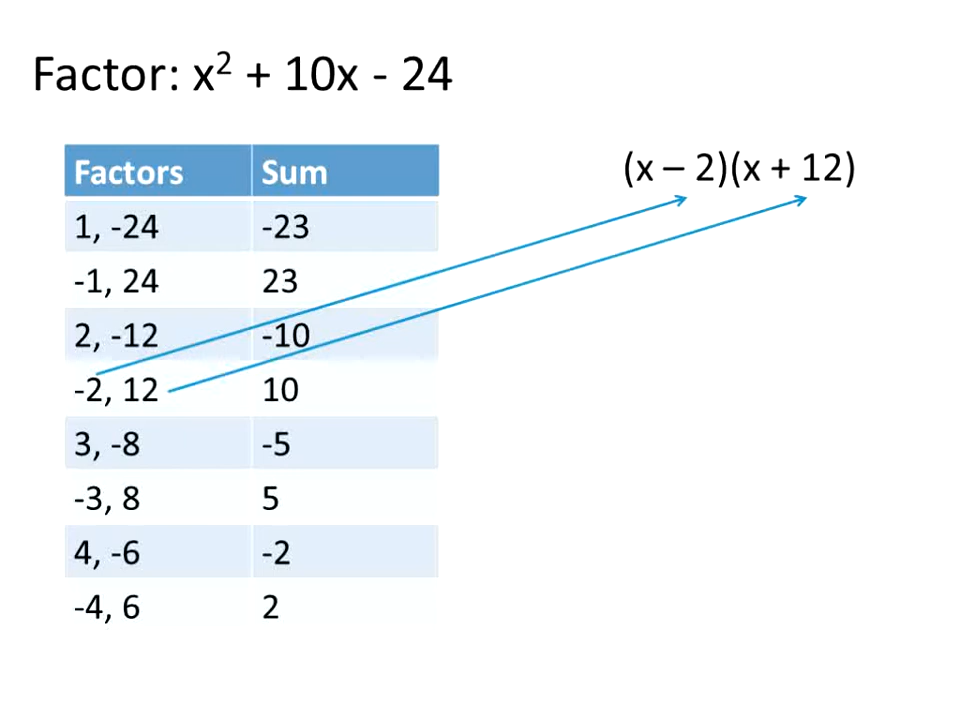 Factor: x² + 10x - 24
(x – 2)(x + 12)
Factors Sum
1, -24 -23
-1, 24 23
2, -12 -10
-2, 12 10
3, -8 -5
-3, 8 5
4, -6 -2
-4, 6 2